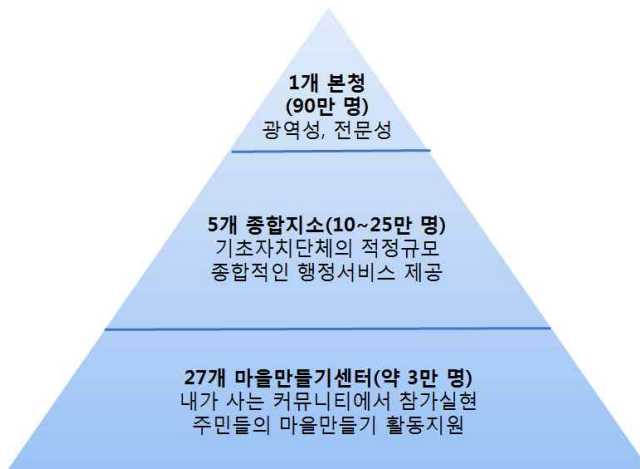 1개 본청
(90만 명)
광역성, 전문성
5개 종합지소(10~25만 명)
기초자치단체의 적정규모
종합적인 행정서비스 제공
27개 마을만들기센터(약 3만 명)
내가 사는 커뮤니티에서 참가실현
주민들의 마을만들기 활동지원